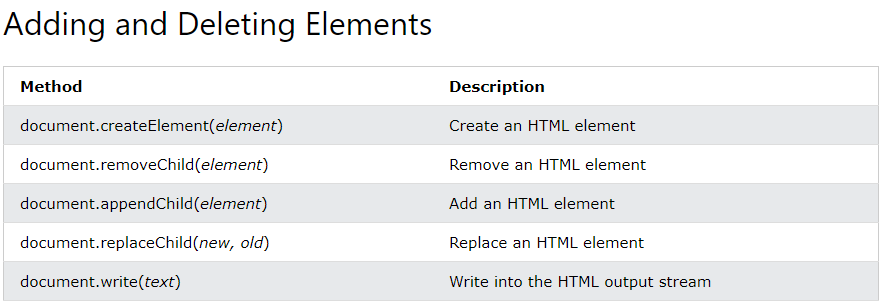 Adding and Deleting Elements
Method Description
document.createElement(element) Create an HTML element
document.removeChild(element) Remove an HTML element
document.appendChild(element) Add an HTML element
document.replaceChild(new, old) Replace an HTML element
document.write(text) Write into the HTML output stream